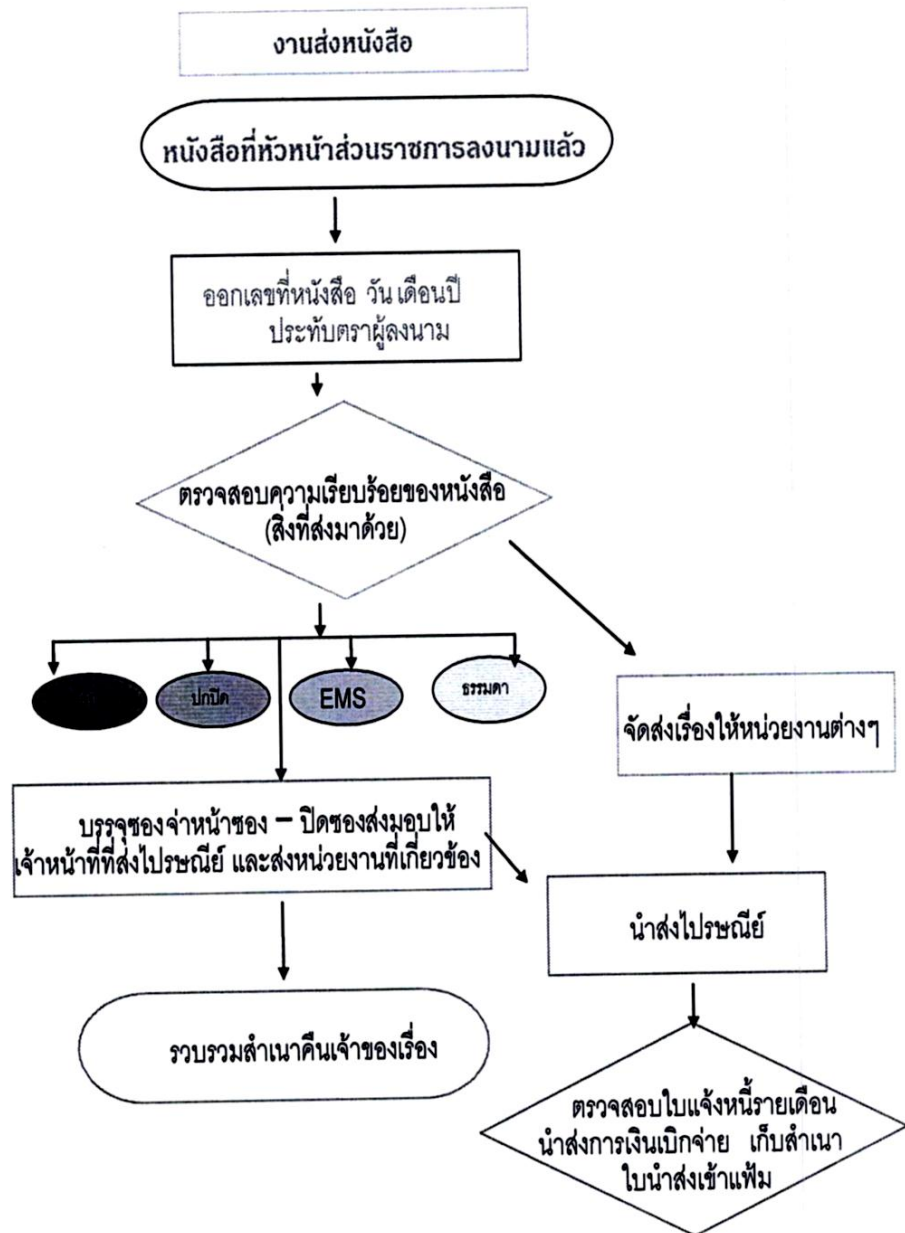 งานส่งหนังสือ
หนังสือที่หัวหน้าส่วนราชการลงนามแล้ว
ออกเลขที่หนังสือ วัน เดือนปี
ประทับตราผู้ลงนาม
ตรวจสอบความเรียบร้อยของหนังสือ
(สิ่งที่ส่งมาด้วย)
ปกปิด
EMS
ธรรมดา
จัดส่งเรื่องให้หน่วยงานต่างๆ
บรรจุซองจ่าหน้าซอง – ปิดซองส่งมอบให้
เจ้าหน้าที่ที่ส่งไปรษณีย์ และส่งหน่วยงานที่เกี่ยวข้อง
นำส่งไปรษณีย์
รวบรวมสำเนาคืนเจ้าของเรื่อง
ตรวจสอบใบแจ้งหนี้รายเดือน
นำส่งการเงินเบิกจ่าย เก็บสำเนา
ใบนำส่งเข้าแฟ้ม